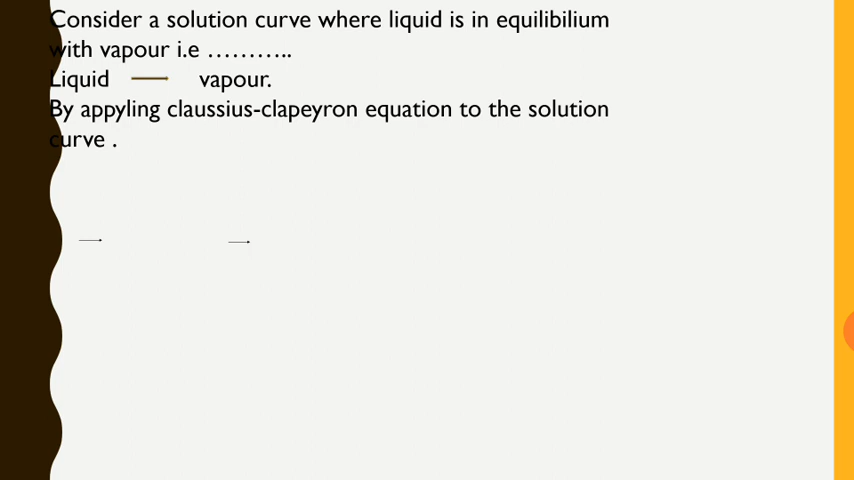 Consider a solution curve where liquid is in equilibilium
with vapour i.e ………..
Liquid vapour.
By appyling claussius-clapeyron equation to the solution
curve .